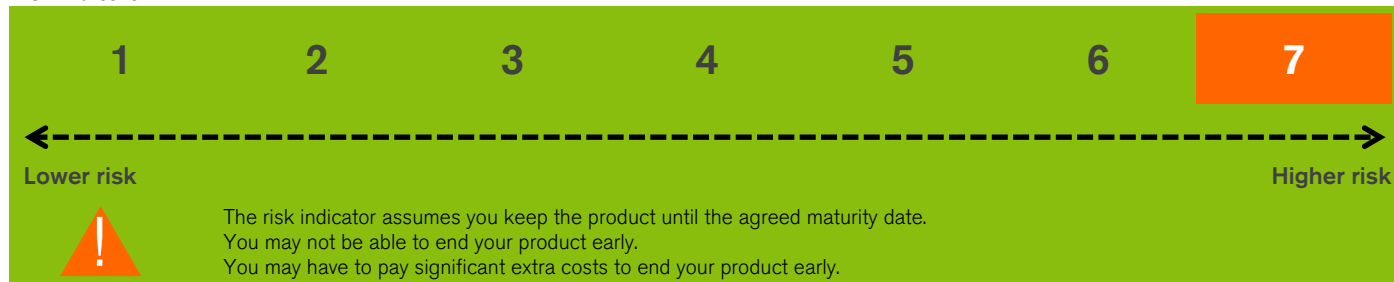 1 2 3 4 5 6 7
Lower risk Higher risk
!
The risk indicator assumes you keep the product until the agreed maturity date.
You may not be able to end your product early.
You may have to pay significant extra costs to end your product early.